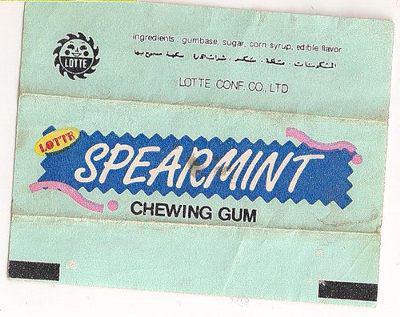 LOTTE
ingredients, gumbase, sugar, corn syrup, edible flavor
LOTTE CONF. CO., LTD
LOTTE
SPEARMINT
CHEWING GUM